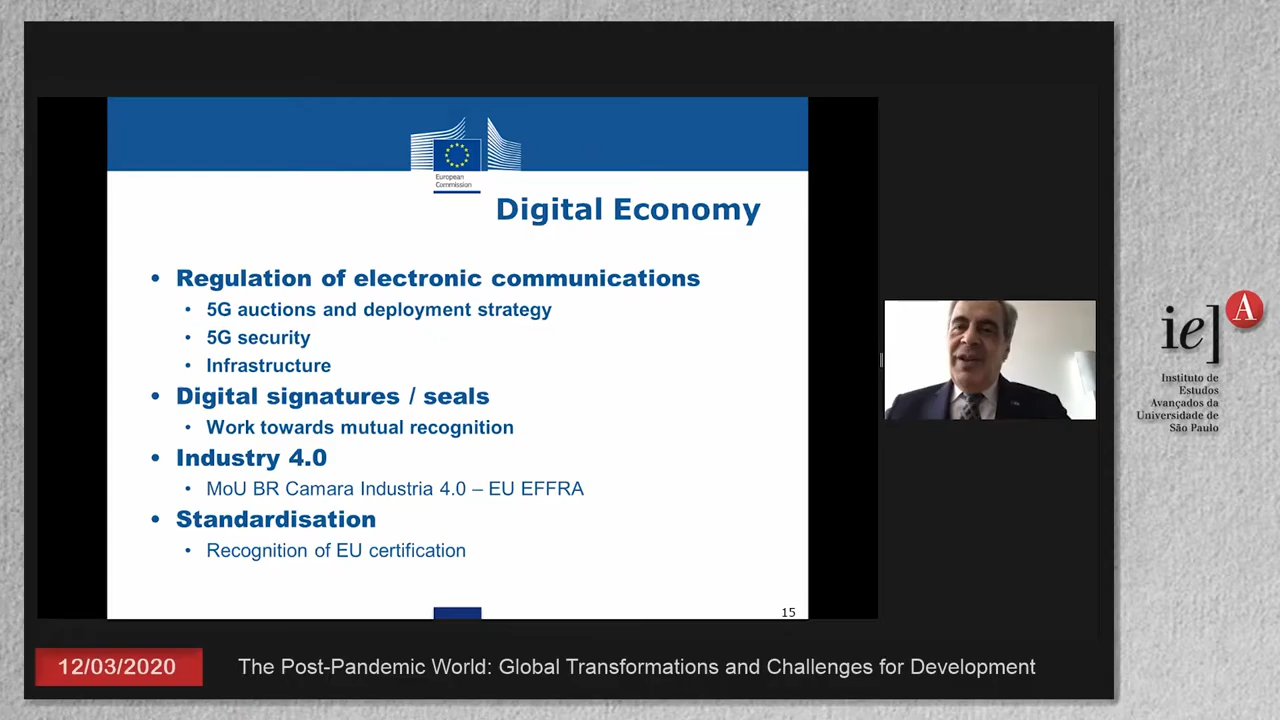 European
Commission
Digital Economy
• Regulation of electronic communications
• 5G auctions and deployment strategy
• 5G security
• Infrastructure
• Digital signatures / seals
• Work towards mutual recognition
• Industry 4.0
• MoU BR Camara Industria 4.0 – EU EFFRA
• Standardisation
• Recognition of EU certification
15
ie] A
Instituto de
Estudos
Avançados da
Universidade de
São Paulo
12/03/2020 The Post-Pandemic World: Global Transformations and Challenges for Development